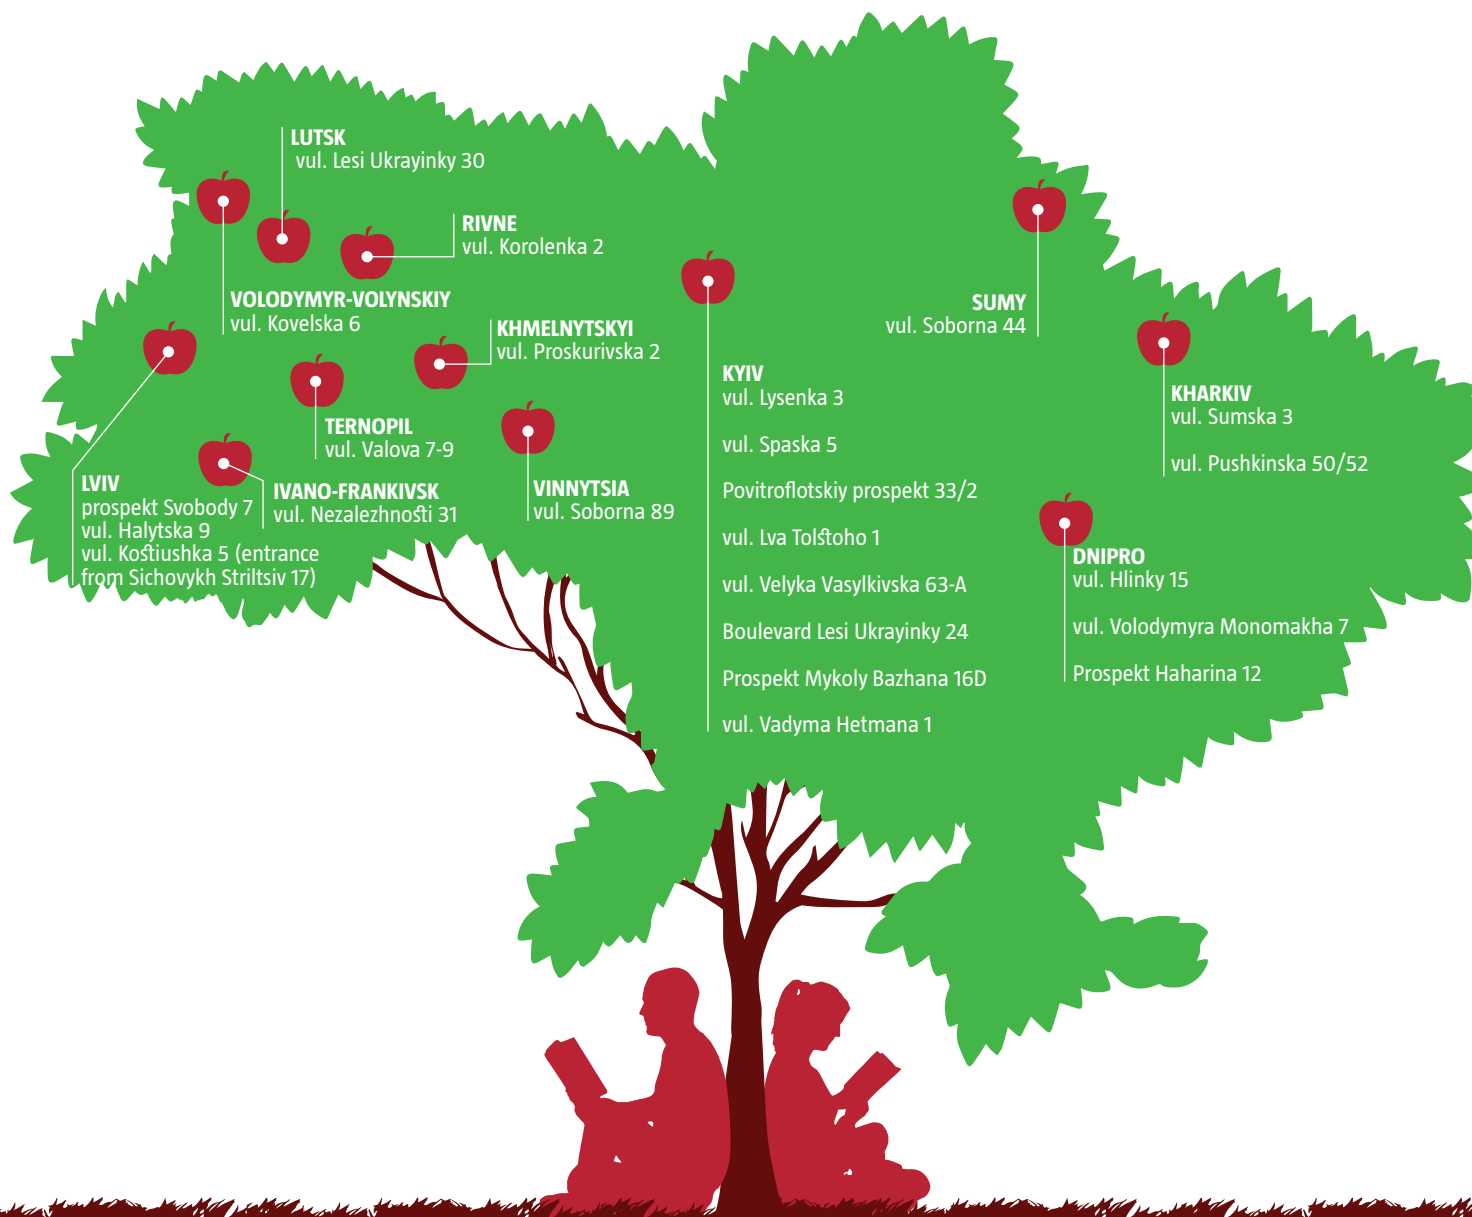 LUTSK
vul. Lesi Ukrayinky 30
RIVNE
vul. Korolenka 2
VOLODYMYR-VOLYNSKIY
vul. Kovelska 6
KHMELNYTSKYI
vul. Proskurivska 2
TERNOPIL
vul. Valova 7-9
LVIV
prospekt Svobody 7
vul. Halytska 9
vul. Kostiushka 5 (entrance
from Sichovykh Striltsiv 17)
IVANO-FRANKIVSK
vul. Nezalezhnosti 31
VINNYTSIA
vul. Soborna 89
KYIV
vul. Lysenka 3
vul. Spaska 5
Povitroflotskiy prospekt 33/2
vul. Lva Tolstoho 1
vul. Velyka Vasylkivska 63-A
Boulevard Lesi Ukrayinky 24
Prospekt Mykoly Bazhana 16D
vul. Vadyma Hetmana 1
SUMY
vul. Soborna 44
KHARKIV
vul. Sumska 3
vul. Pushkinska 50/52
DNIPRO
vul. Hlinky 15
vul. Volodymyra Monomakha 7
Prospekt Haharina 12